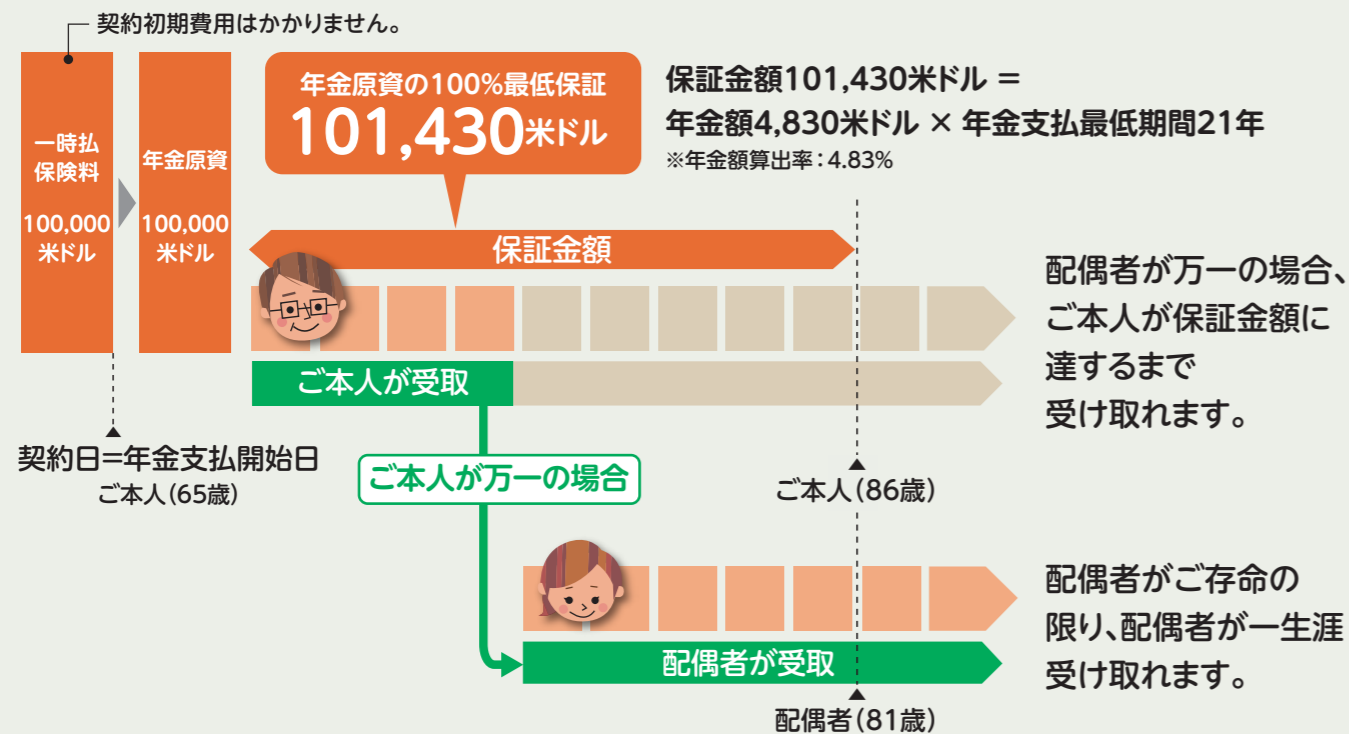 契約初期費用はかかりません。
一時払
保険料
100,000
米ドル
年金原資
100,000
米ドル
年金原資の100%最低保証
101,430米ドル
保証金額101,430米ドル =
年金額4,830米ドル × 年金支払最低期間21年
※年金額算出率：4.83%
保証金額
ご本人が受取
配偶者が万一の場合、
ご本人が保証金額に
達するまで
受け取れます。
契約日=年金支払開始日
ご本人(65歳)
ご本人が万一の場合
ご本人(86歳)
配偶者が受取
配偶者がご存命の
限り、配偶者が一生涯
受け取れます。
配偶者(81歳)